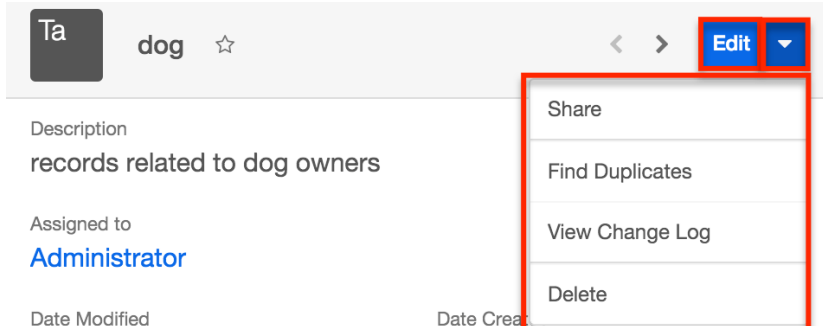 Ta
dog
Edit
Share
Description
records related to dog owners
Find Duplicates
Assigned to
View Change Log
Administrator
Delete
Date Modified
Date Crea